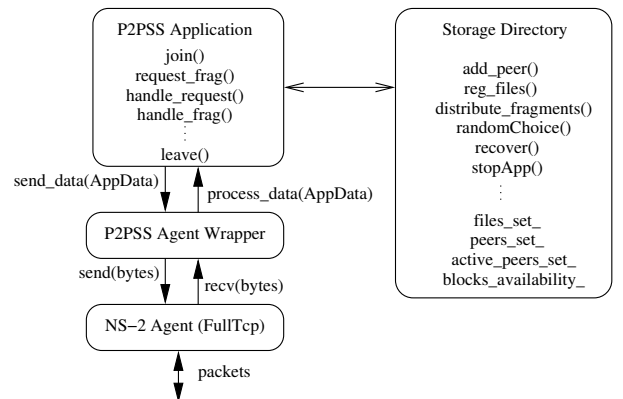 P2PSS Application
join()
request_frag()
handle_request()
handle_frag()
leave()
Storage Directory
add_peer()
reg_files()
distribute_fragments()
randomChoice()
recover()
stopApp()
files_set_
peers_set_
active_peers_set_
blocks_availability_
send_data(AppData)
process_data(AppData)
P2PSS Agent Wrapper
send(bytes)
recv(bytes)
NS−2 Agent (FullTcp)
packets